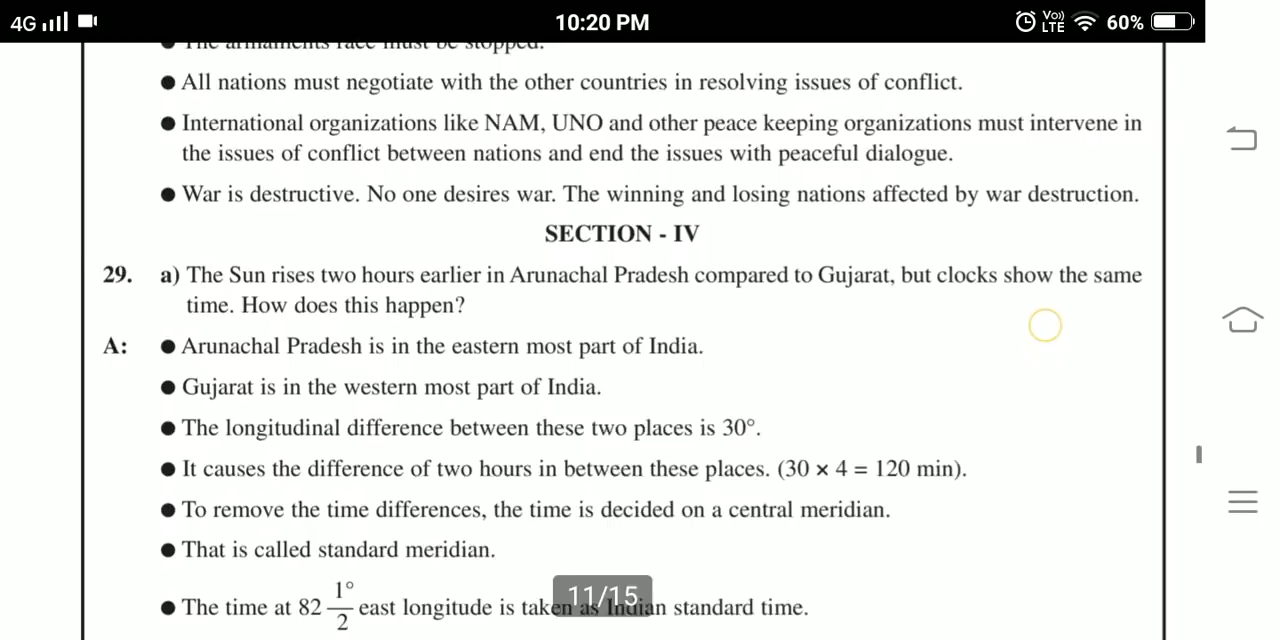 4G 10:20 PM Vo)) LTE 60%
● The armaments race must be stopped.
● All nations must negotiate with the other countries in resolving issues of conflict.
● International organizations like NAM, UNO and other peace keeping organizations must intervene in
the issues of conflict between nations and end the issues with peaceful dialogue.
● War is destructive. No one desires war. The winning and losing nations affected by war destruction.
SECTION - IV
29. a) The Sun rises two hours earlier in Arunachal Pradesh compared to Gujarat, but clocks show the same
time. How does this happen?
A: ● Arunachal Pradesh is in the eastern most part of India.
● Gujarat is in the western most part of India.
● The longitudinal difference between these two places is 30°.
● It causes the difference of two hours in between these places. (30 × 4 = 120 min).
● To remove the time differences, the time is decided on a central meridian.
● That is called standard meridian.
● The time at 82 1°/2 east longitude is taken as Indian standard time.
11/15